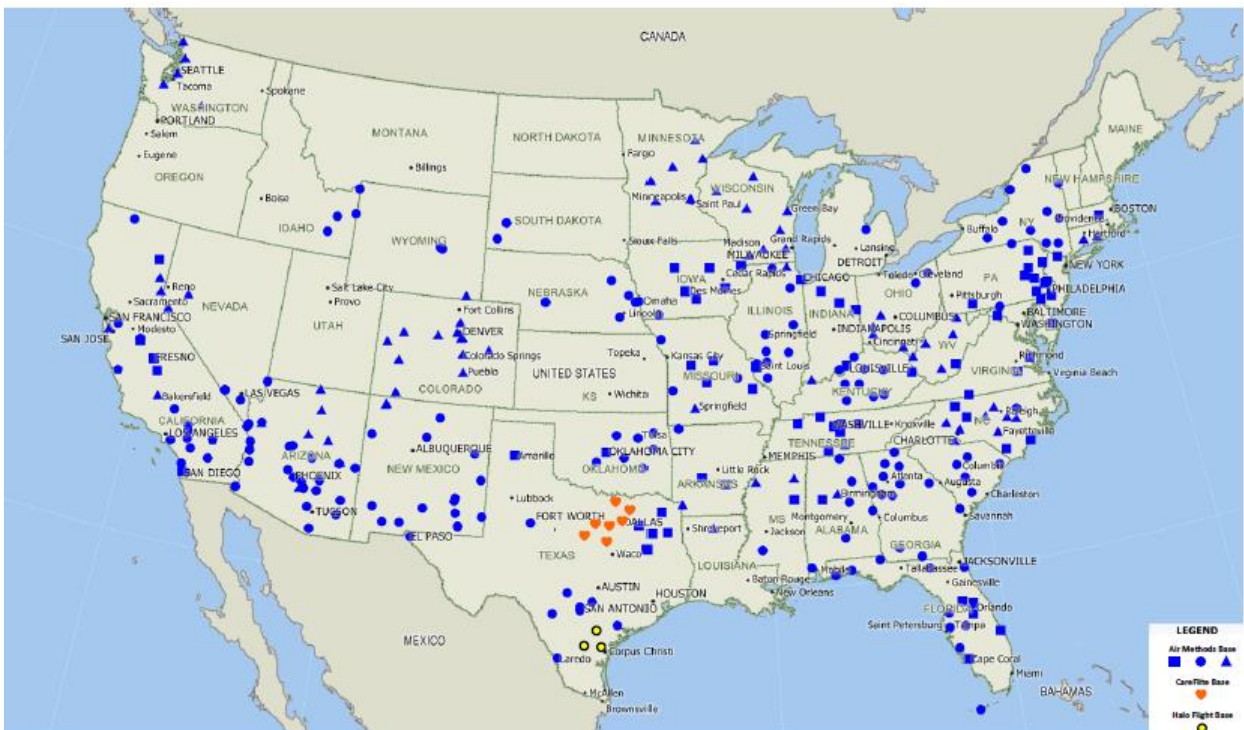 CANADA
SEATTLE
Tacoma
Spokane
WASHINGTON
PORTLAND
Salem
Eugene
OREGON
MONTANA
Billings
NORTH DAKOTA
Fargo
MINNESOTA
MAINE
Boise
IDAHO
WYOMING
SOUTH DAKOTA
Sioux Falls
Minneapolis
Saint Paul
WISCONSIN
Green Bay
NEW HAMPSHIRE
BOSTON
Providence
Hartford
NY
Buffalo
Madison
MILWAUKEE
Grand Rapids
Lansing
DETROIT
Reno
Sacramento
SAN FRANCISCO
SAN JOSE
Modesto
FRESNO
NEVADA
Salt Lake City
Provo
UTAH
Fort Collins
DENVER
Colorado Springs
Pueblo
COLORADO
NEBRASKA
Omaha
Lincoln
IOWA
Des Moines
Cedar Rapids
CHICAGO
Toledo
Cleveland
PA
Pittsburgh
NEW YORK
PHILADELPHIA
BALTIMORE
WASHINGTON
OHIO
COLUMBUS
INDIANA
INDIANAPOLIS
Cincinnati
ILLINOIS
Springfield
Topeka
Kansas City
UNITED STATES
KS
Wichita
MISSOURI
Saint Louis
Springfield
LOUISVILLE
KENTUCKY
WV
VIRGINIA
Richmond
Virginia Beach
Bakersfield
CALIFORNIA
LOS ANGELES
SAN DIEGO
LAS VEGAS
ARIZONA
PHOENIX
TUCSON
ALBUQUERQUE
NEW MEXICO
EL PASO
Amarillo
Lubbock
Tulsa
OKLAHOMA CITY
OKLAHOMA
ARKANSAS
Little Rock
MEMPHIS
NASHVILLE
TENNESSEE
Knoxville
CHARLOTTE
NC
Raleigh
Fayetteville
Columbia
Charleston
Augusta
Atlanta
Savannah
Birmingham
Montgomery
ALABAMA
Columbus
GEORGIA
MS
Jackson
FORT WORTH
DALLAS
TEXAS
Waco
Shreveport
LOUISIANA
Baton Rouge
New Orleans
Mobile
Tallahassee
JACKSONVILLE
Gainesville
FLORIDA
Orlando
Saint Petersburg
Tampa
Cape Coral
Miami
BAHAMAS
AUSTIN
HOUSTON
SAN ANTONIO
Corpus Christi
Laredo
McAllen
Brownsville
MEXICO
LEGEND
Air Methods Base
CareFlite Base
Halo Flight Base